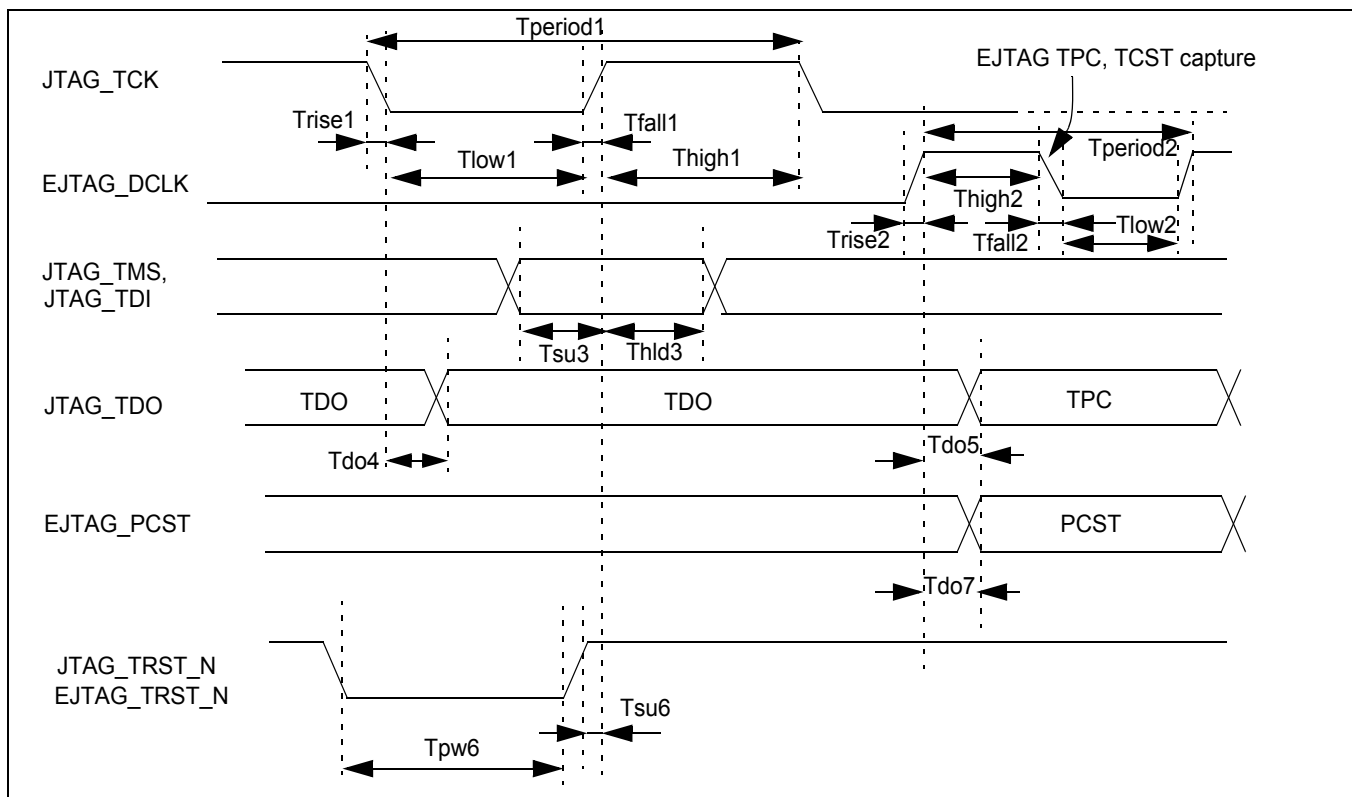 Tperiod1
EJTAG TPC, TCST capture
JTAG_TCK
Trise1
Tfall1
Tperiod2
Tlow1
Thigh1
EJTAG_DCLK
Thigh2
Tlow2
Trise2
Tfall2
JTAG_TMS,
JTAG_TDI
Tsu3
Thld3
JTAG_TDO
TDO
TDO
TPC
Tdo4
Tdo5
EJTAG_PCST
PCST
Tdo7
JTAG_TRST_N
EJTAG_TRST_N
Tsu6
Tpw6